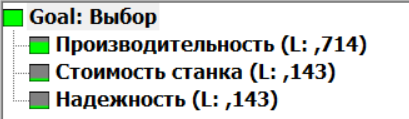 Goal: Выбор
Производительность (L: ,714)
Стоимость станка (L: ,143)
Надежность (L: ,143)